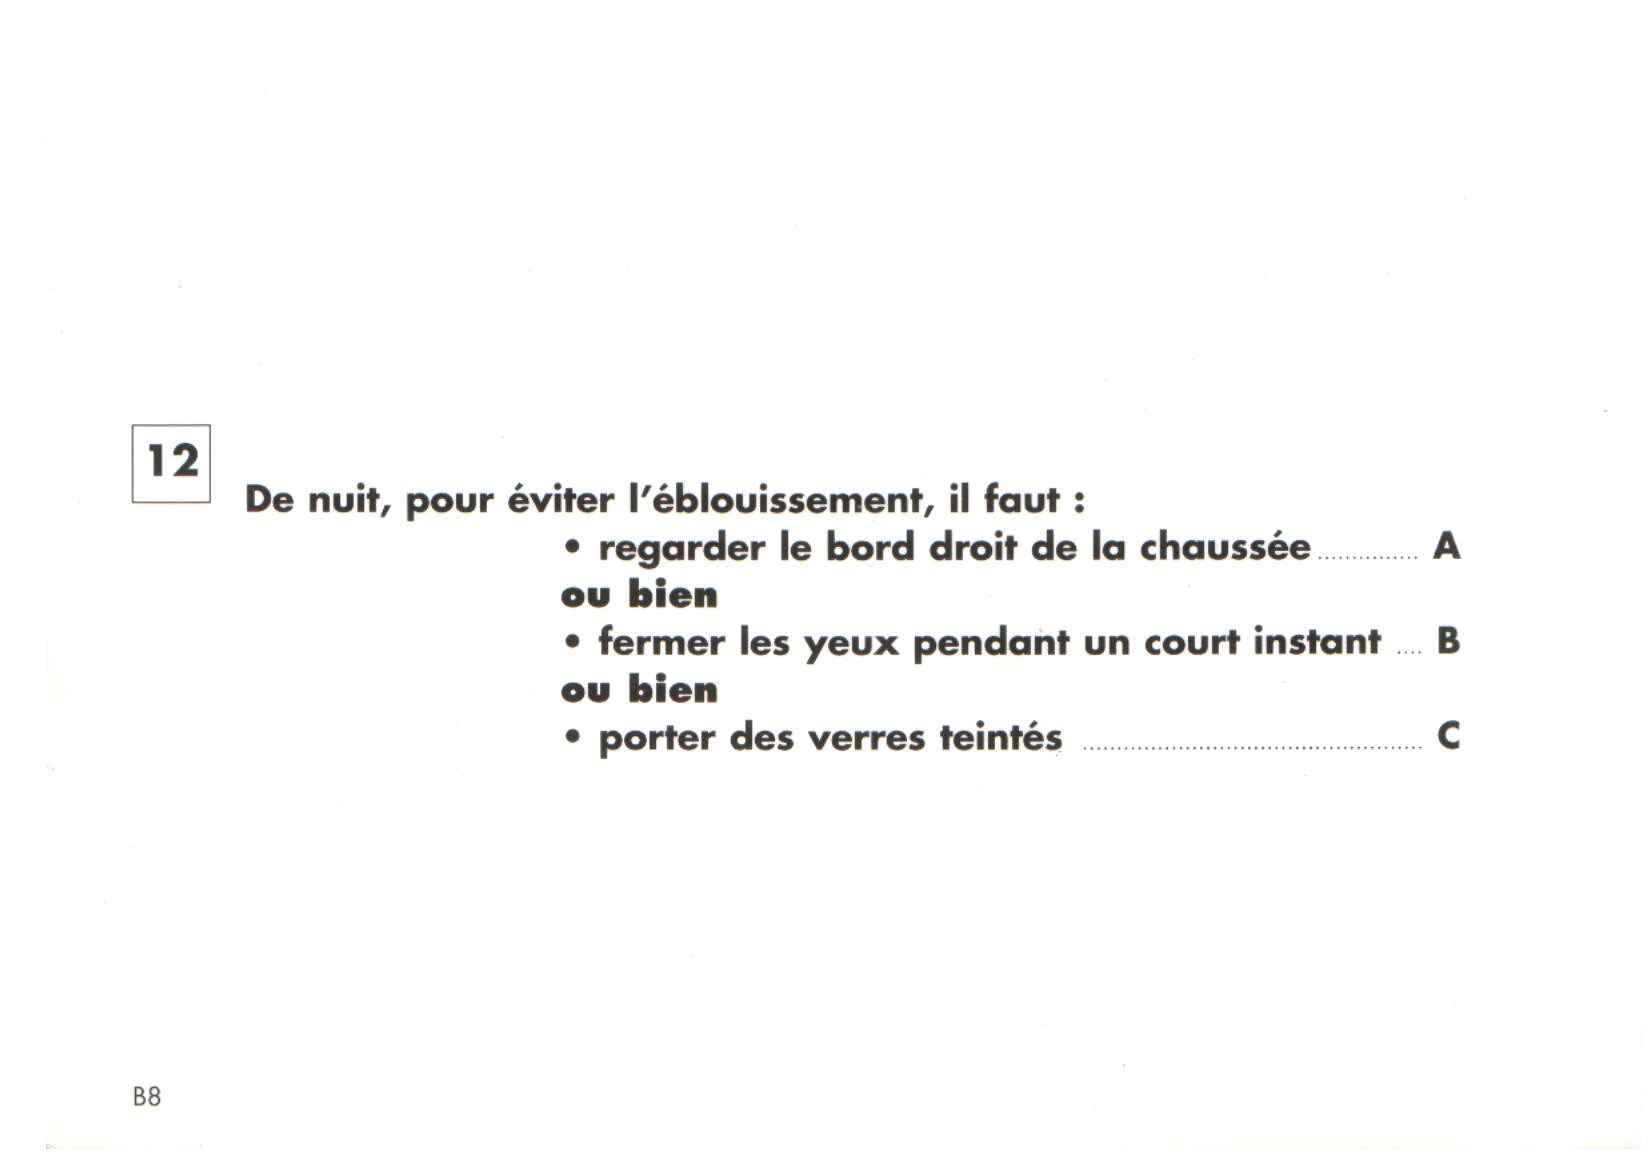 12
De nuit, pour éviter l'éblouissement, il faut :
• regarder le bord droit de la chaussée.............. A
ou bien
• fermer les yeux pendant un court instant .... B
ou bien
• porter des verres teintés ................................................ C
B8